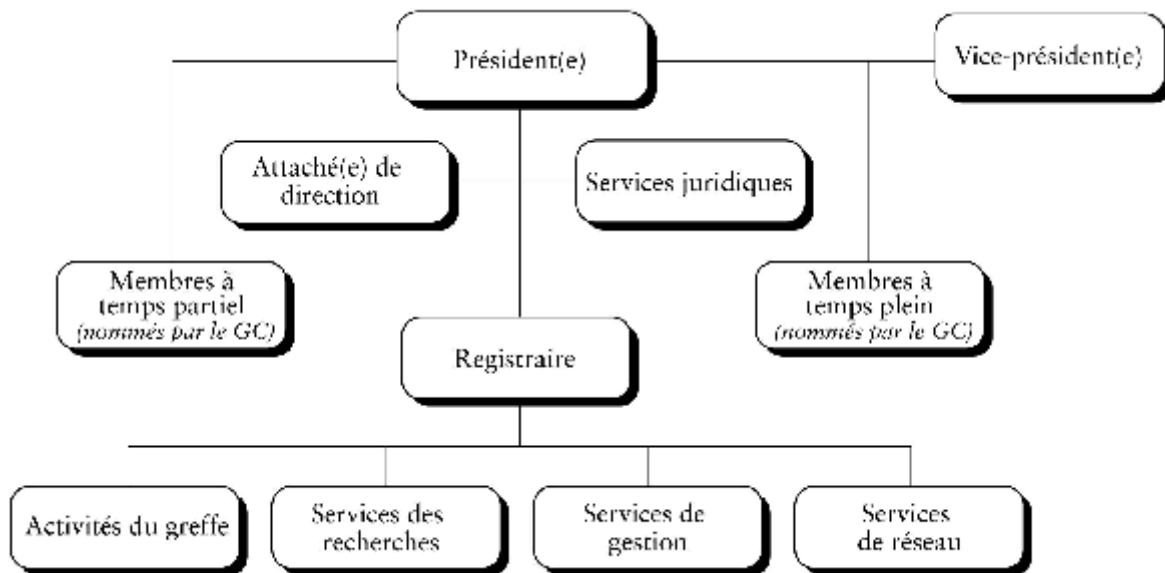 Président(e)
Vice-président(e)
Attaché(e) de
direction
Services juridiques
Membres à
temps partiel
(nommés par le GC)
Membres à
temps plein
(nommés par le GC)
Registraire
Activités du greffe
Services des
recherches
Services de
gestion
Services
de réseau